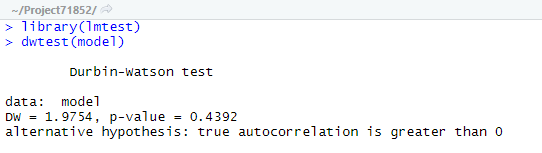 ~/Project71852/
> library(lmtest)
> dwtest(model)
Durbin-Watson test
data:  model
DW = 1.9754, p-value = 0.4392
alternative hypothesis: true autocorrelation is greater than 0